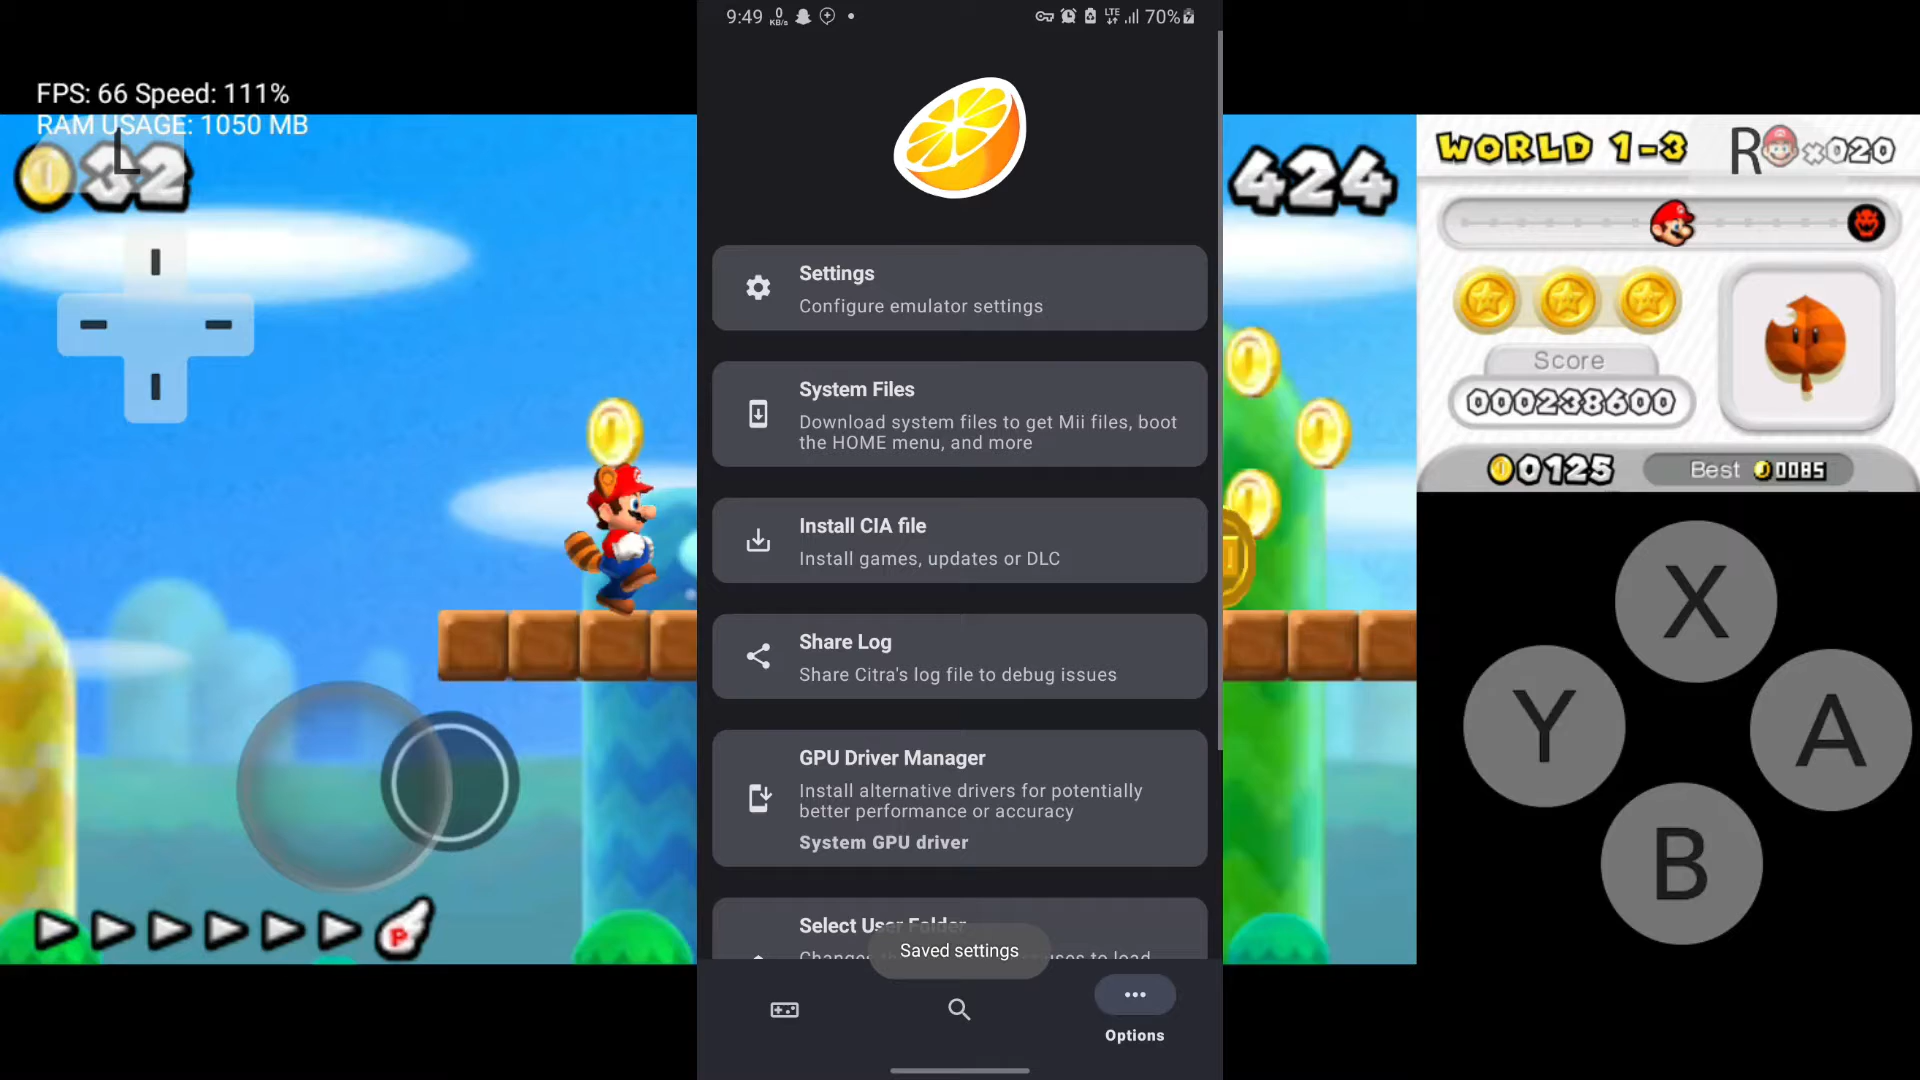 9:49 0 KB/s LTE 70%
FPS: 66 Speed: 111%
RAM USAGE: 1050 MB
L
32
Settings
Configure emulator settings
System Files
Download system files to get Mii files, boot
the HOME menu, and more
Install CIA file
Install games, updates or DLC
Share Log
Share Citra's log file to debug issues
GPU Driver Manager
Install alternative drivers for potentially
better performance or accuracy
System GPU driver
Select User Folder
Saved settings
Options
P
424
WORLD 1-3 R ×020
Score
000238600
0125 Best 0085
X
Y
A
B